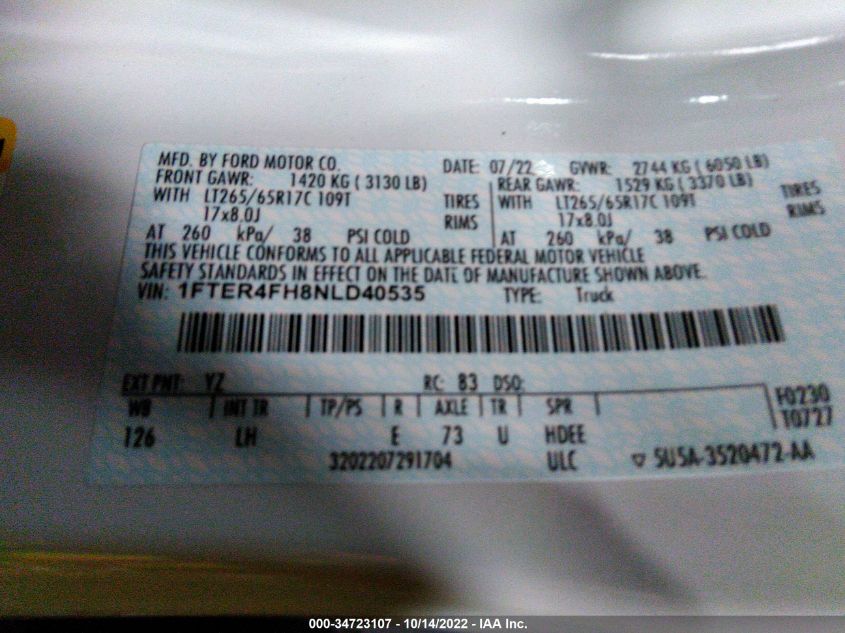 MFD. BY FORD MOTOR CO. DATE: 07/22 GVWR: 2744 KG ( 6050 LB)
FRONT GAWR: 1420 KG ( 3130 LB) REAR GAWR: 1529 KG ( 3370 LB)
WITH LT265/65R17C 109T TIRES WITH LT265/65R17C 109T TIRES
17x8.0J RIMS 17x8.0J RIMS
AT 260 kPa/ 38 PSI COLD AT 260 kPa/ 38 PSI COLD
THIS VEHICLE CONFORMS TO ALL APPLICABLE FEDERAL MOTOR VEHICLE
SAFETY STANDARDS IN EFFECT ON THE DATE OF MANUFACTURE SHOWN ABOVE.
VIN: 1FTER4FH8NLD40535 TYPE: Truck
EXT PNT: YZ RC: 83 DSO:
WB INT TR TP/PS R AXLE TR SPR F0230
T0727
126 LH E 73 U HDEE
3202207291704 ULC 5U5A-3520472-AA
000-34723107 - 10/14/2022 - IAA Inc.